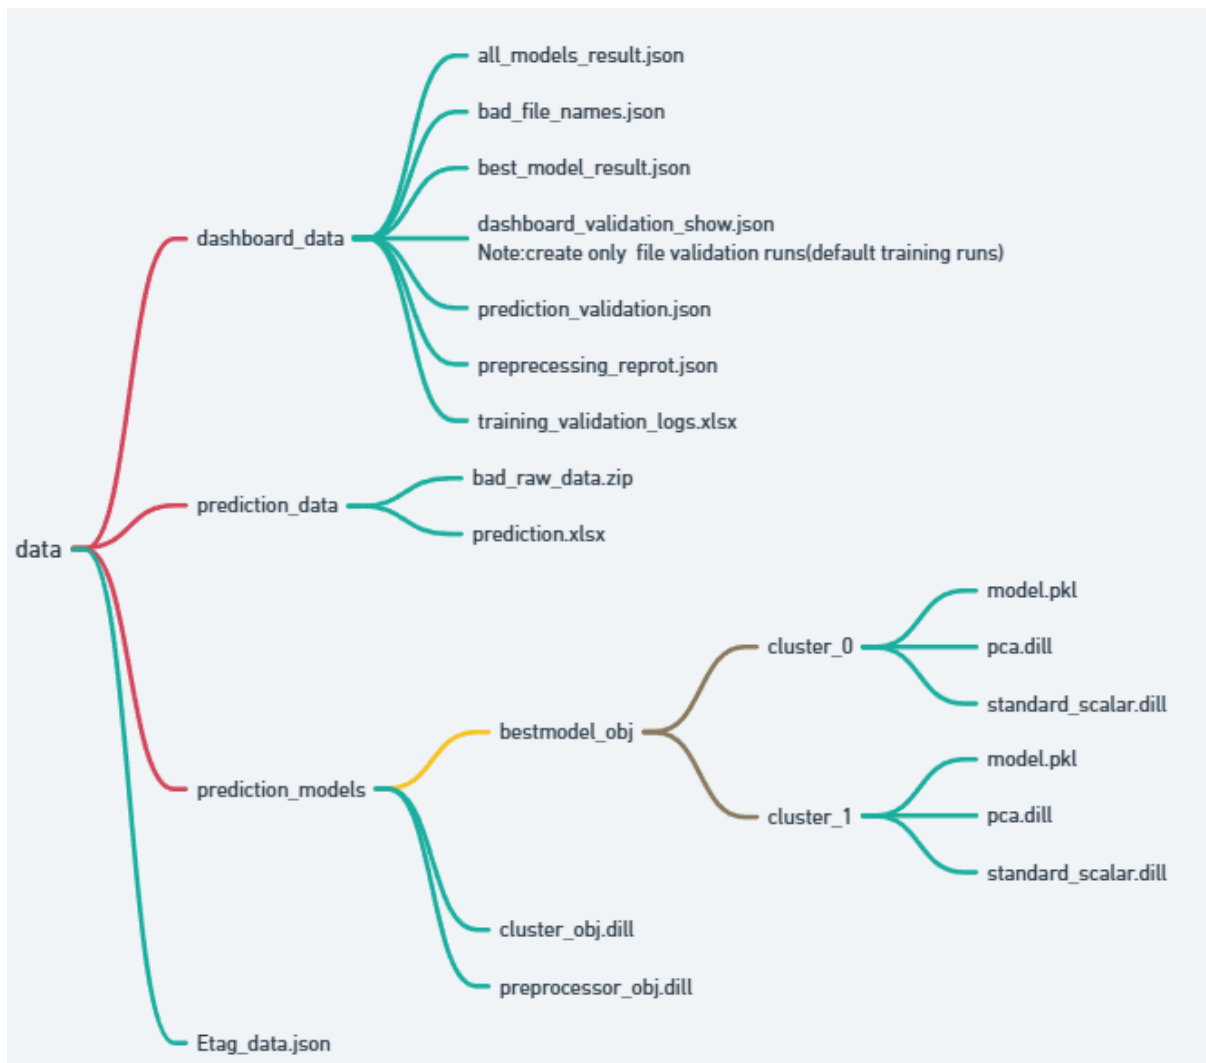 data
dashboard_data
all_models_result.json
bad_file_names.json
best_model_result.json
dashboard_validation_show.json
Note:create only file validation runs(default training runs)
prediction_validation.json
preprecessing_reprot.json
training_validation_logs.xlsx
prediction_data
bad_raw_data.zip
prediction.xlsx
prediction_models
bestmodel_obj
cluster_0
model.pkl
pca.dill
standard_scalar.dill
cluster_1
model.pkl
pca.dill
standard_scalar.dill
cluster_obj.dill
preprocessor_obj.dill
Etag_data.json